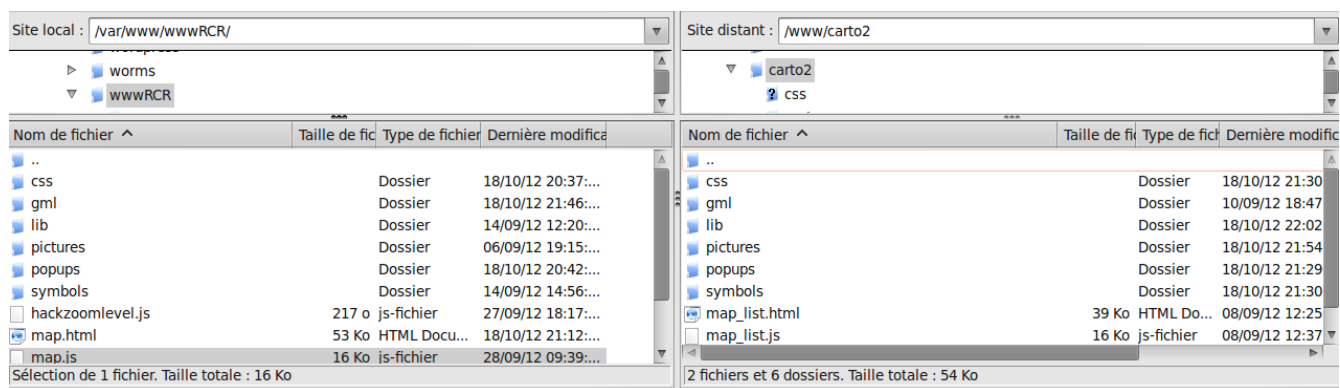 Site local : /var/www/wwwRCR/
worms
wwwRCR
Nom de fichier Taille de fic Type de fichier Dernière modifica
..
css Dossier 18/10/12 20:37:...
gml Dossier 18/10/12 21:46:...
lib Dossier 14/09/12 12:20:...
pictures Dossier 06/09/12 19:15:...
popups Dossier 18/10/12 20:42:...
symbols Dossier 14/09/12 14:56:...
hackzoomlevel.js 217 o js-fichier 27/09/12 18:17:...
map.html 53 Ko HTML Docu... 18/10/12 21:12:...
map.js 16 Ko js-fichier 28/09/12 09:39:...
Sélection de 1 fichier. Taille totale : 16 Ko
Site distant : /www/carto2
carto2
? css
Nom de fichier Taille de fic Type de fich Dernière modific
..
css Dossier 18/10/12 21:30
gml Dossier 10/09/12 18:47
lib Dossier 18/10/12 22:02
pictures Dossier 18/10/12 21:54
popups Dossier 18/10/12 21:29
symbols Dossier 18/10/12 21:30
map_list.html 39 Ko HTML Do... 08/09/12 12:25
map_list.js 16 Ko js-fichier 08/09/12 12:37
2 fichiers et 6 dossiers. Taille totale : 54 Ko